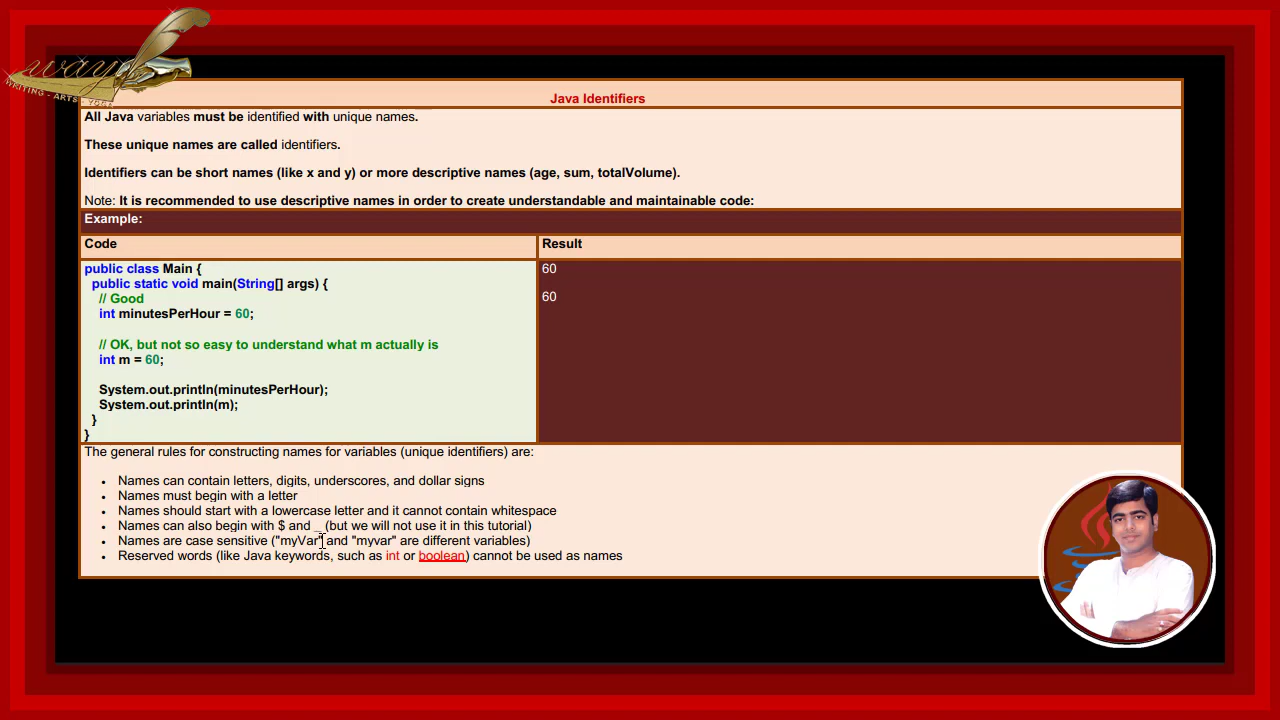 way
WRITING - ARTS - YOGA
Java Identifiers
All Java variables must be identified with unique names.
These unique names are called identifiers.
Identifiers can be short names (like x and y) or more descriptive names (age, sum, totalVolume).
Note: It is recommended to use descriptive names in order to create understandable and maintainable code:
Example:
Code
Result
public class Main {
public static void main(String[] args) {
// Good
int minutesPerHour = 60;
// OK, but not so easy to understand what m actually is
int m = 60;
System.out.println(minutesPerHour);
System.out.println(m);
}
}
60
60
The general rules for constructing names for variables (unique identifiers) are:
• Names can contain letters, digits, underscores, and dollar signs
• Names must begin with a letter
• Names should start with a lowercase letter and it cannot contain whitespace
• Names can also begin with $ and _ (but we will not use it in this tutorial)
• Names are case sensitive ("myVar" and "myvar" are different variables)
• Reserved words (like Java keywords, such as int or boolean) cannot be used as names